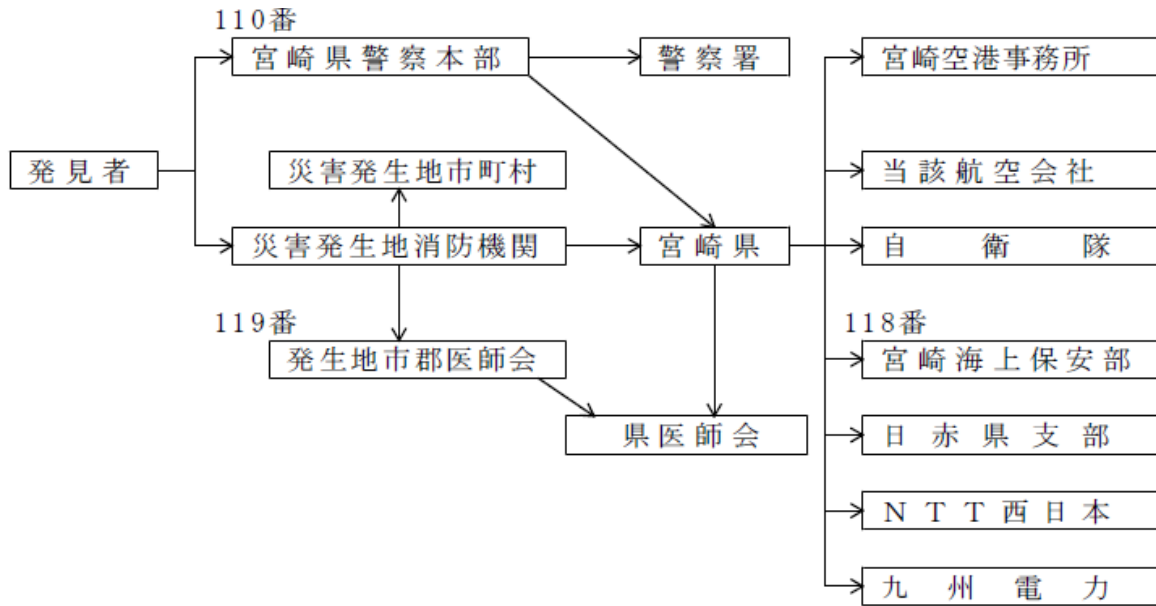 110番
宮崎県警察本部
警察署
宮崎空港事務所
発見者
災害発生地市町村
当該航空会社
災害発生地消防機関
宮崎県
自衛隊
119番
118番
発生地市郡医師会
宮崎海上保安部
県医師会
日赤県支部
NTT西日本
九州電力